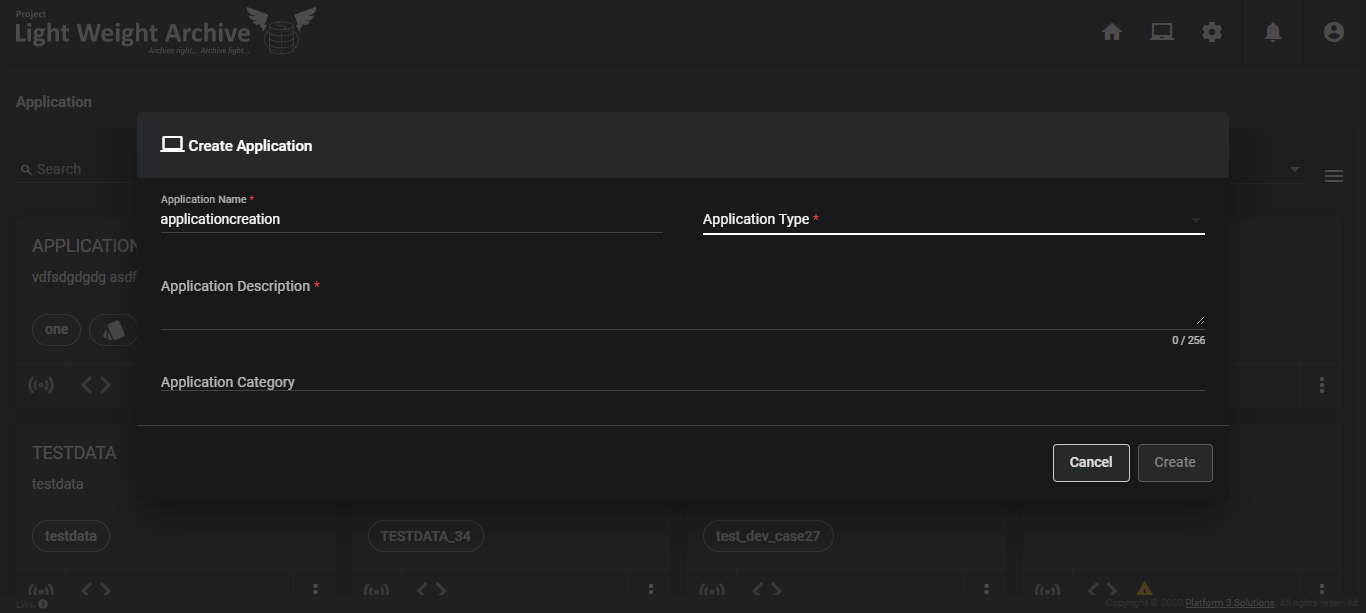 Project
Light Weight Archive
Archive right... Archive light...
Application
Create Application
Search
Application Name *
applicationcreation
Application Type *
APPLICATION
vdfsdgdgdg asdf
Application Description *
one
0 / 256
Application Category
TESTDATA
testdata
Cancel
Create
testdata
TESTDATA_34
test_dev_case27
LWA
Copyright © 2020 Platform 3 Solutions. All rights reserved.